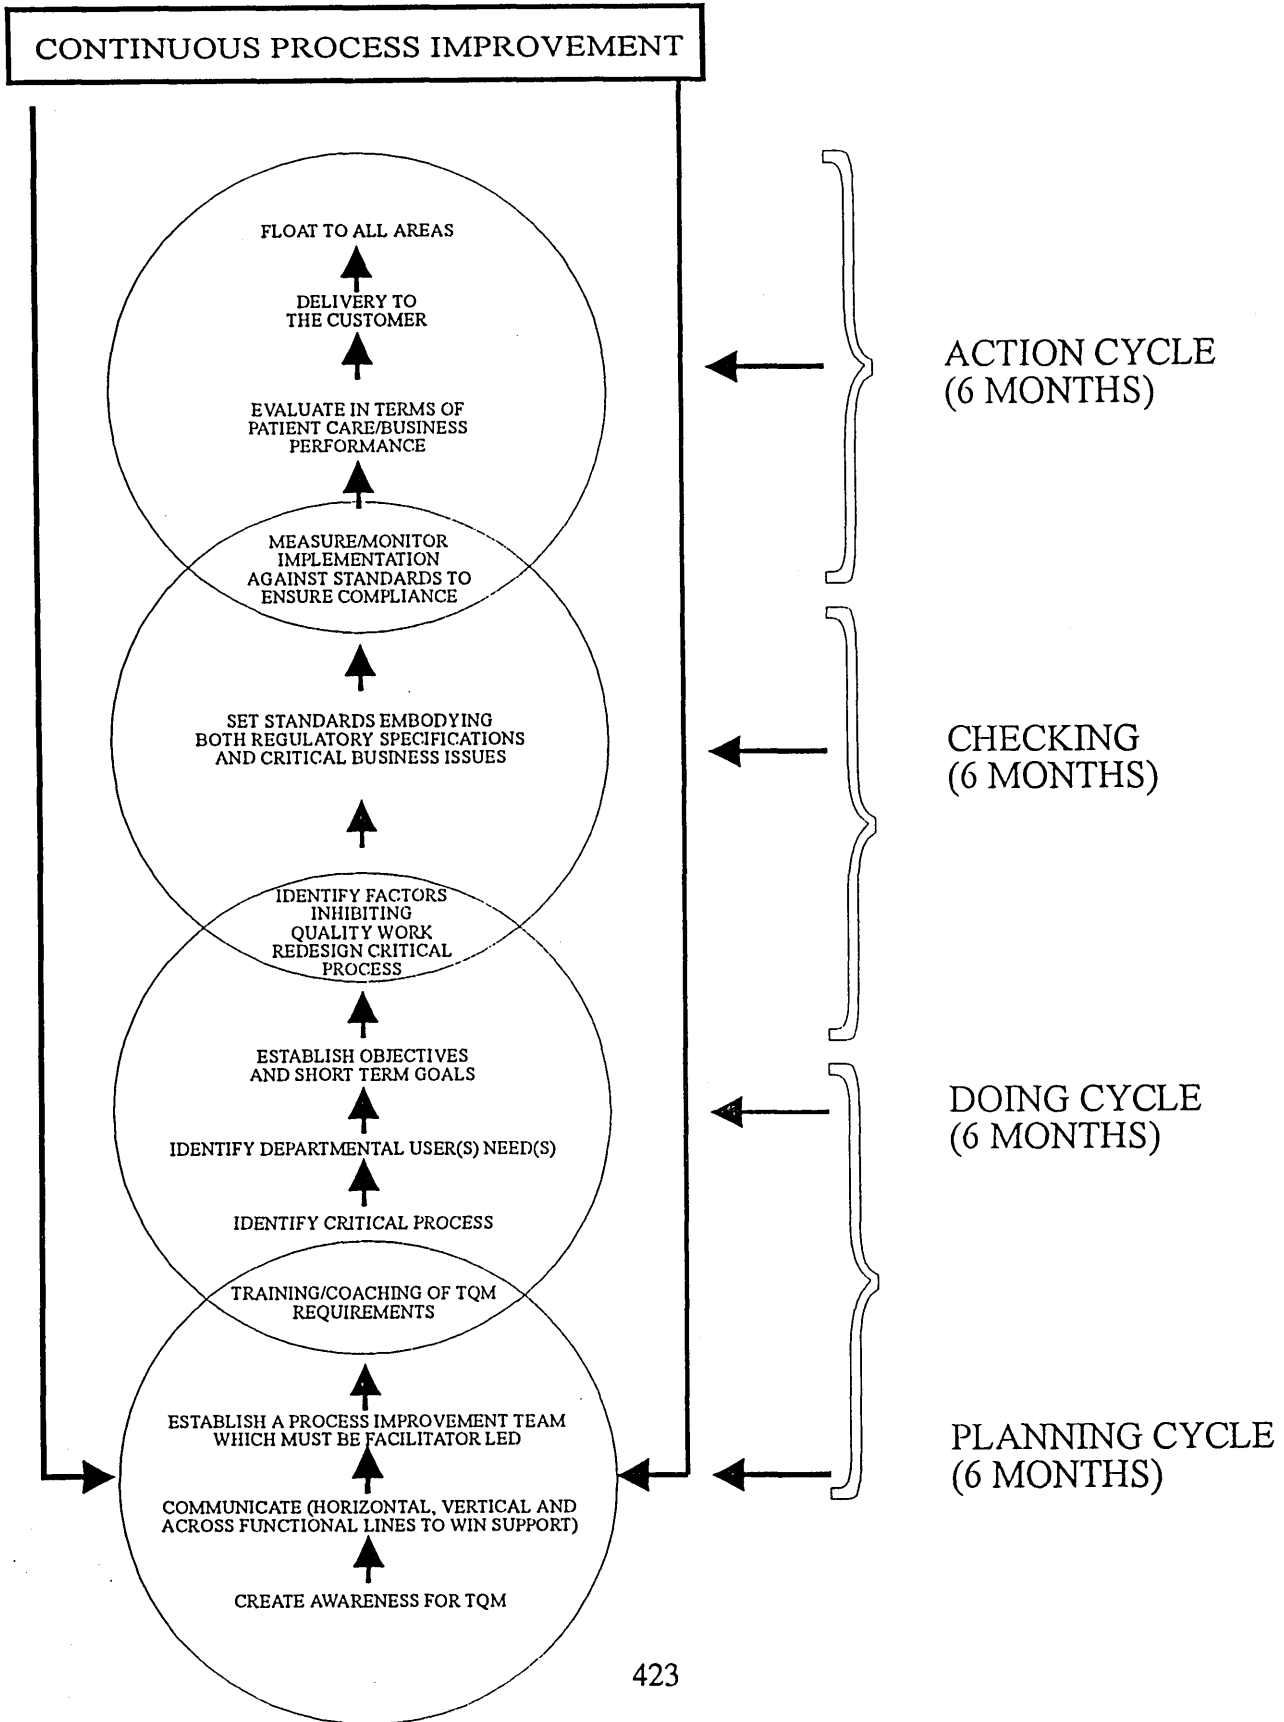 CONTINUOUS PROCESS IMPROVEMENT
FLOAT TO ALL AREAS
DELIVERY TO
THE CUSTOMER
EVALUATE IN TERMS OF
PATIENT CARE/BUSINESS
PERFORMANCE
ACTION CYCLE
(6 MONTHS)
MEASURE/MONITOR
IMPLEMENTATION
AGAINST STANDARDS TO
ENSURE COMPLIANCE
SET STANDARDS EMBODYING
BOTH REGULATORY SPECIFICATIONS
AND CRITICAL BUSINESS ISSUES
CHECKING
(6 MONTHS)
IDENTIFY FACTORS
INHIBITING
QUALITY WORK
REDESIGN CRITICAL
PROCESS
ESTABLISH OBJECTIVES
AND SHORT TERM GOALS
DOING CYCLE
(6 MONTHS)
IDENTIFY DEPARTMENTAL USER(S) NEED(S)
IDENTIFY CRITICAL PROCESS
TRAINING/COACHING OF TQM
REQUIREMENTS
ESTABLISH A PROCESS IMPROVEMENT TEAM
WHICH MUST BE FACILITATOR LED
PLANNING CYCLE
(6 MONTHS)
COMMUNICATE (HORIZONTAL, VERTICAL AND
ACROSS FUNCTIONAL LINES TO WIN SUPPORT)
CREATE AWARENESS FOR TQM
423